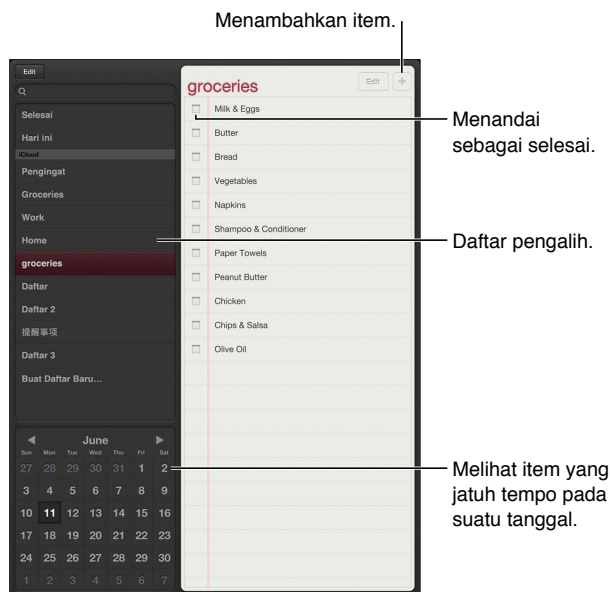 Menambahkan item.
Edit
Selesai
Hari ini
iCloud
Pengingat
Groceries
Work
Home
groceries
Daftar
Daftar 2
提醒事项
Daftar 3
Buat Daftar Baru...
June
Sun Mon Tue Wed Thu Fri Sat
27 28 29 30 31 1 2
3 4 5 6 7 8 9
10 11 12 13 14 15 16
17 18 19 20 21 22 23
24 25 26 27 28 29 30
1 2 3 4 5 6 7
groceries
Edit
Milk & Eggs
Butter
Bread
Vegetables
Napkins
Shampoo & Conditioner
Paper Towels
Peanut Butter
Chicken
Chips & Salsa
Olive Oil
Menandai
sebagai selesai.
Daftar pengalih.
Melihat item yang
jatuh tempo pada
suatu tanggal.